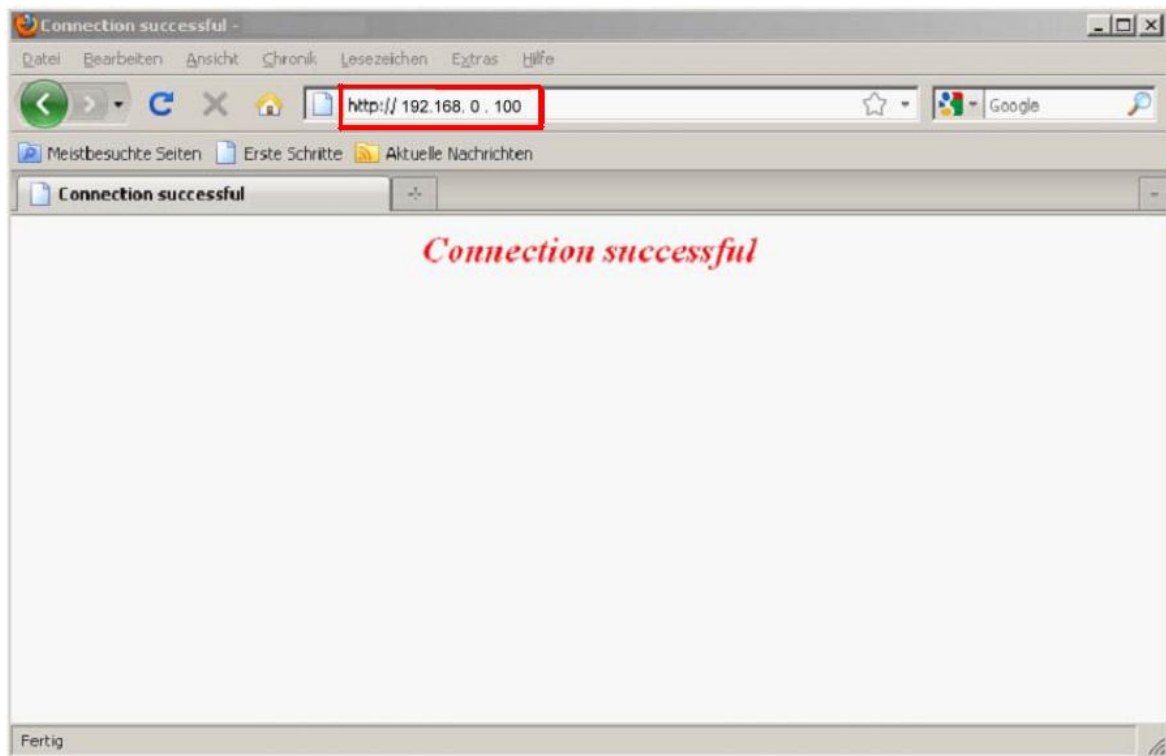 Connection successful -
Datei Bearbeiten Ansicht Chronik Lesezeichen Extras Hilfe
http:// 192.168. 0 . 100 Google
Meistbesuchte Seiten Erste Schritte Aktuelle Nachrichten
Connection successful
Connection successful
Fertig